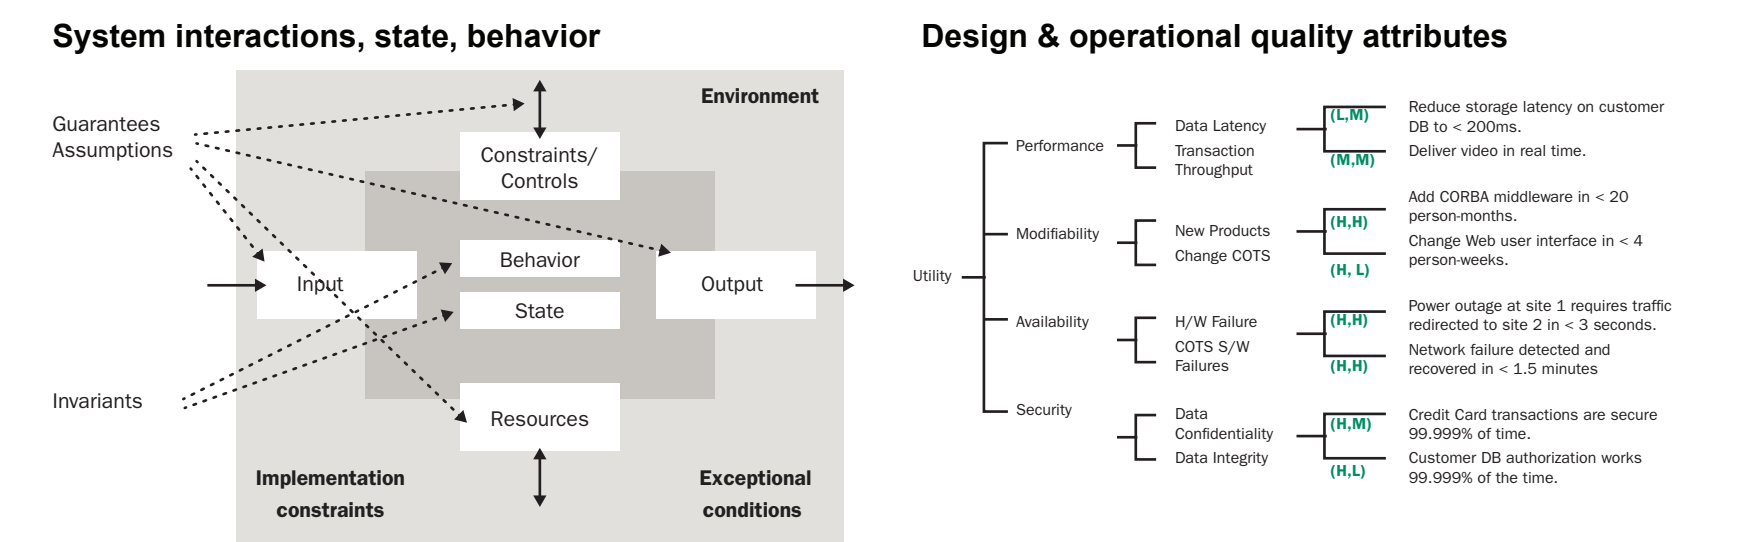 System interactions, state, behavior
Environment
Guarantees
Assumptions
Constraints/
Controls
Behavior
Input
Output
State
Invariants
Resources
Implementation
constraints
Exceptional
conditions
Design & operational quality attributes
Utility
Performance
Modifiability
Availability
Security
Data Latency
Transaction
Throughput
New Products
Change COTS
H/W Failure
COTS S/W
Failures
Data
Confidentiality
Data Integrity
(L,M)
(M,M)
(H,H)
(H, L)
(H,H)
(H,H)
(H,M)
(H,L)
Reduce storage latency on customer
DB to < 200ms.
Deliver video in real time.
Add CORBA middleware in < 20
person-months.
Change Web user interface in < 4
person-weeks.
Power outage at site 1 requires traffic
redirected to site 2 in < 3 seconds.
Network failure detected and
recovered in < 1.5 minutes
Credit Card transactions are secure
99.999% of time.
Customer DB authorization works
99.999% of the time.